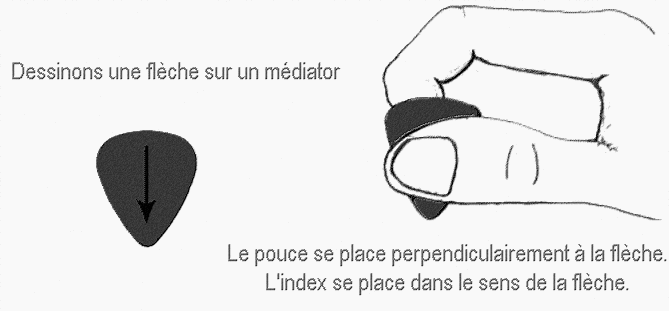 Dessinons une flèche sur un médiator
Le pouce se place perpendiculairement à la flèche.
L'index se place dans le sens de la flèche.